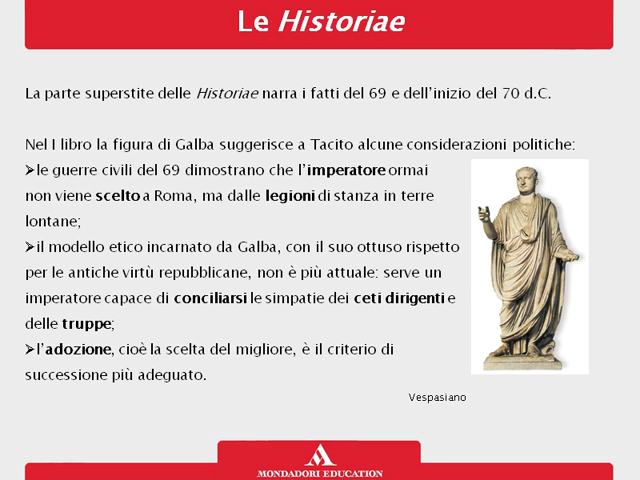 Le Historiae
La parte superstite delle Historiae narra i fatti del 69 e dell'inizio del 70 d.C.
Nel I libro la figura di Galba suggerisce a Tacito alcune considerazioni politiche:
➢le guerre civili del 69 dimostrano che l'imperatore ormai
non viene scelto a Roma, ma dalle legioni di stanza in terre
lontane;
➢il modello etico incarnato da Galba, con il suo ottuso rispetto
per le antiche virtù repubblicane, non è più attuale: serve un
imperatore capace di conciliarsi le simpatie dei ceti dirigenti e
delle truppe;
➢l'adozione, cioè la scelta del migliore, è il criterio di
successione più adeguato.
Vespasiano
MONDADORI EDUCATION